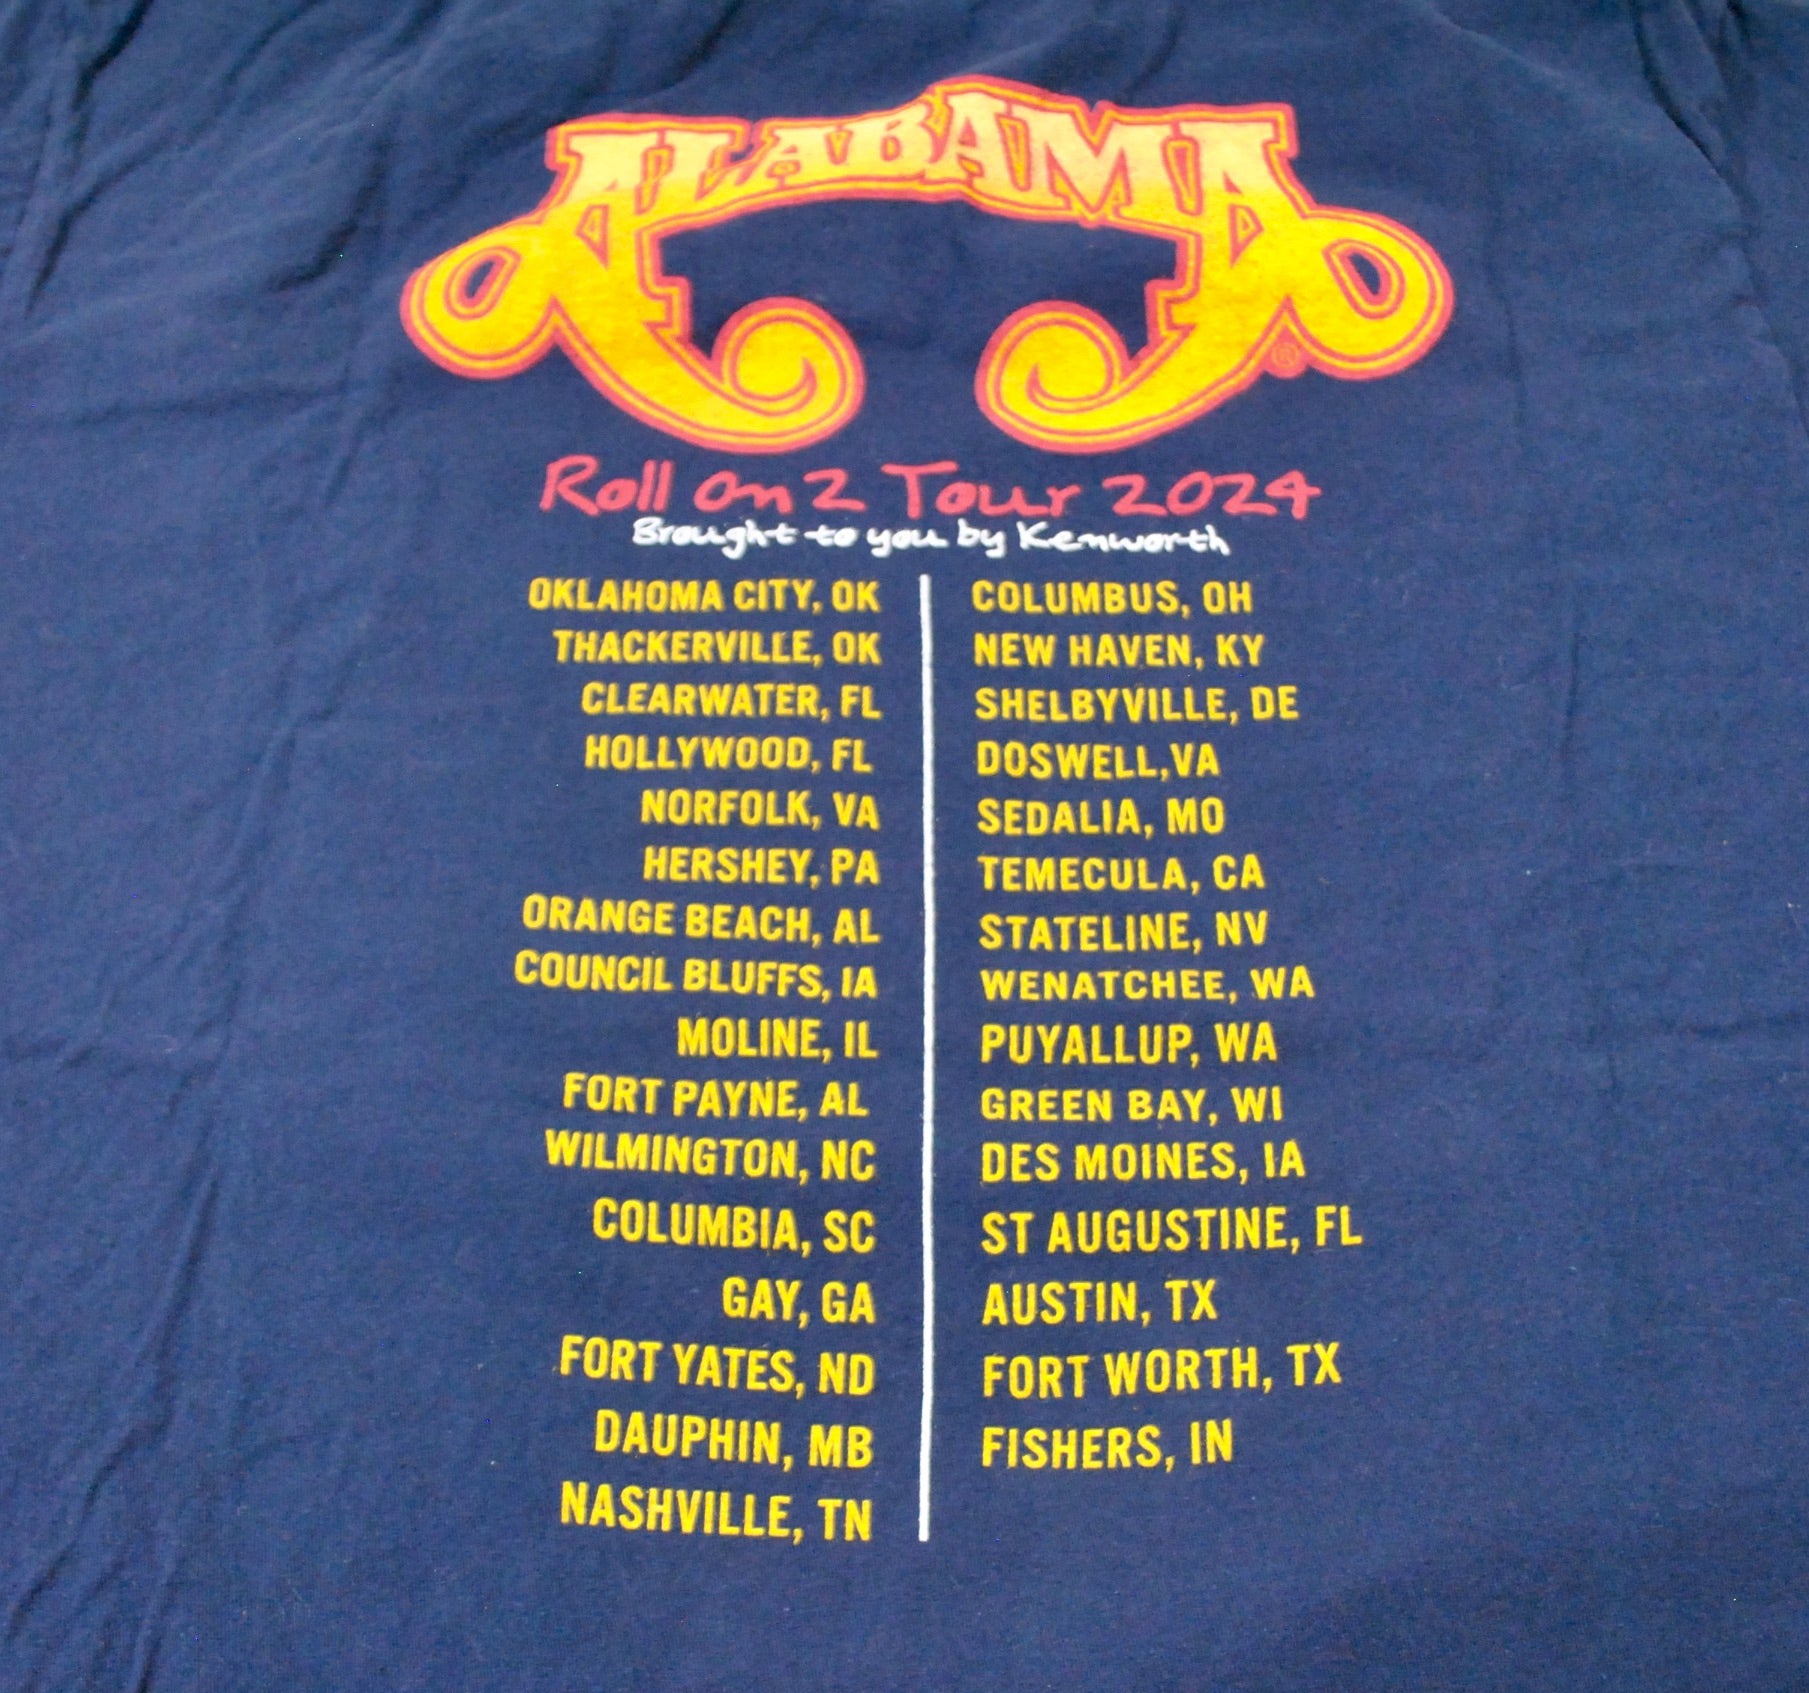 ALABAMA
®
Roll On 2 Tour 2024
Brought to you by Kenworth
OKLAHOMA CITY, OK
THACKERVILLE, OK
CLEARWATER, FL
HOLLYWOOD, FL
NORFOLK, VA
HERSHEY, PA
ORANGE BEACH, AL
COUNCIL BLUFFS, IA
MOLINE, IL
FORT PAYNE, AL
WILMINGTON, NC
COLUMBIA, SC
GAY, GA
FORT YATES, ND
DAUPHIN, MB
NASHVILLE, TN
COLUMBUS, OH
NEW HAVEN, KY
SHELBYVILLE, DE
DOSWELL,VA
SEDALIA, MO
TEMECULA, CA
STATELINE, NV
WENATCHEE, WA
PUYALLUP, WA
GREEN BAY, WI
DES MOINES, IA
ST AUGUSTINE, FL
AUSTIN, TX
FORT WORTH, TX
FISHERS, IN